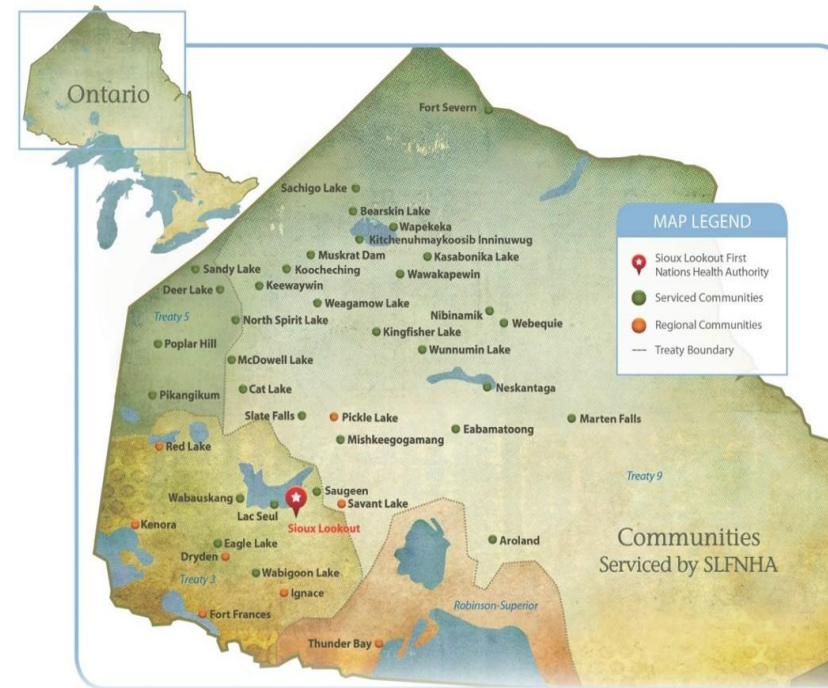 Ontario
Fort Severn
Sachigo Lake
Bearskin Lake
Wapekeka
Kitchenuhmaykoosib Inninuwug
Muskrat Dam
Kasabonika Lake
Sandy Lake
Koocheching
Wawakapewin
Deer Lake
Keewaywin
Weagamow Lake
Treaty 5
North Spirit Lake
Nibinamik
Webequie
Kingfisher Lake
Poplar Hill
Wunnumin Lake
McDowell Lake
Pikangikum
Cat Lake
Neskantaga
Slate Falls
Pickle Lake
Marten Falls
Mishkeegogamang
Eabamatoong
Red Lake
Treaty 9
Wabauskang
Saugeen
Lac Seul
Savant Lake
Sioux Lookout
Kenora
Eagle Lake
Aroland
Dryden
Treaty 3
Wabigoon Lake
Ignace
Fort Frances
Robinson-Superior
Thunder Bay
Communities
Serviced by SLFNHA
MAP LEGEND
Sioux Lookout First
Nations Health Authority
Serviced Communities
Regional Communities
Treaty Boundary